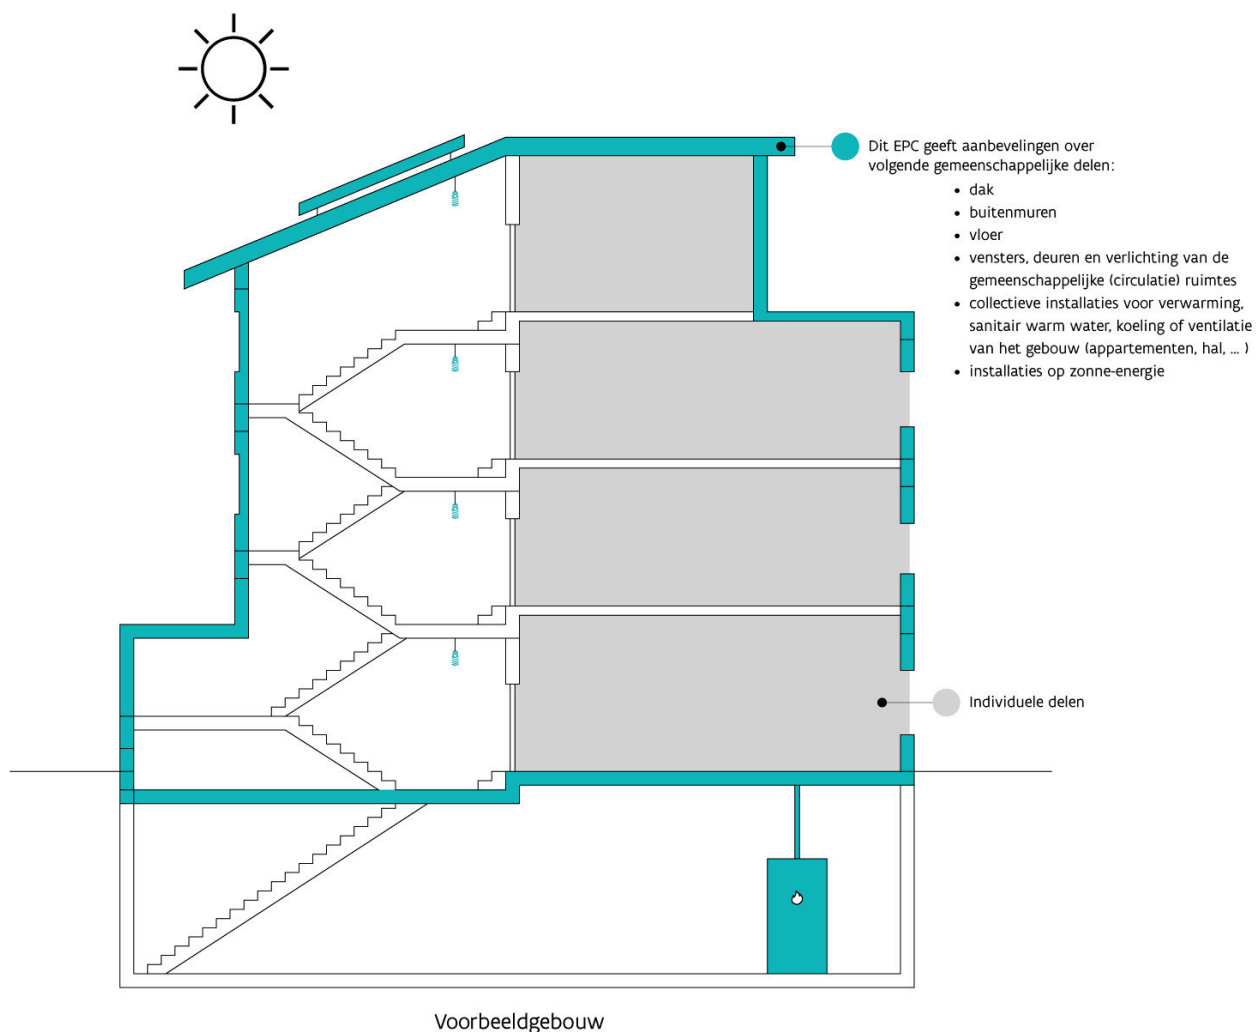 Dit EPC geeft aanbevelingen over
volgende gemeenschappelijke delen:
• dak
• buitenmuren
• vloer
• vensters, deuren en verlichting van de
gemeenschappelijke (circulatie) ruimtes
• collectieve installaties voor verwarming,
sanitair warm water, koeling of ventilatie
van het gebouw (appartementen, hal, ... )
• installaties op zonne-energie
Individuele delen
Voorbeeldgebouw